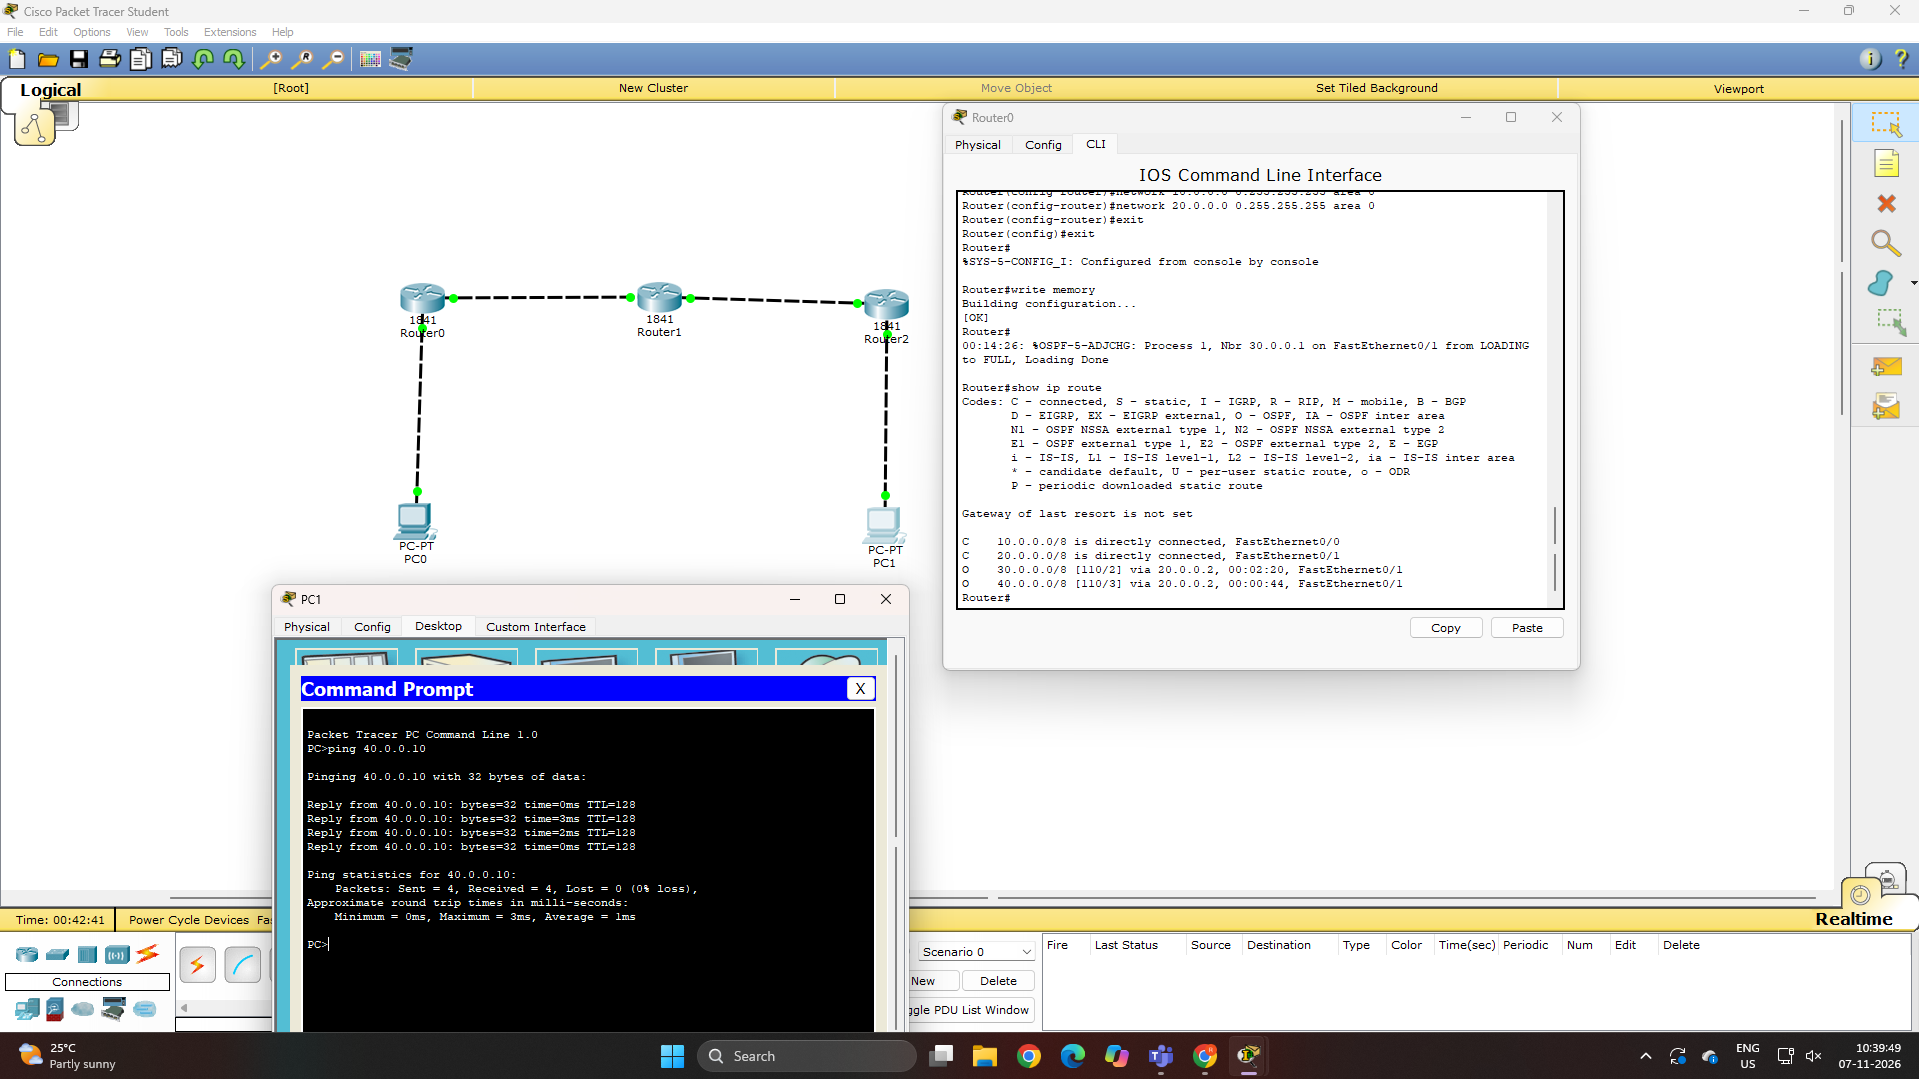 Cisco Packet Tracer Student
File Edit Options View Tools Extensions Help
Logical [Root] New Cluster Move Object Set Tiled Background Viewport
1841
Router0
1841
Router1
1841
Router2
PC-PT
PC0
PC-PT
PC1
Router0
Physical Config CLI
IOS Command Line Interface
Router(config-router)#network 10.0.0.0 0.255.255.255 area 0
Router(config-router)#network 20.0.0.0 0.255.255.255 area 0
Router(config-router)#exit
Router(config)#exit
Router#
%SYS-5-CONFIG_I: Configured from console by console
Router#write memory
Building configuration...
[OK]
Router#
00:14:26: %OSPF-5-ADJCHG: Process 1, Nbr 30.0.0.1 on FastEthernet0/1 from LOADING
to FULL, Loading Done
Router#show ip route
Codes: C - connected, S - static, I - IGRP, R - RIP, M - mobile, B - BGP
D - EIGRP, EX - EIGRP external, O - OSPF, IA - OSPF inter area
N1 - OSPF NSSA external type 1, N2 - OSPF NSSA external type 2
E1 - OSPF external type 1, E2 - OSPF external type 2, E - EGP
i - IS-IS, L1 - IS-IS level-1, L2 - IS-IS level-2, ia - IS-IS inter area
* - candidate default, U - per-user static route, o - ODR
P - periodic downloaded static route
Gateway of last resort is not set
C 10.0.0.0/8 is directly connected, FastEthernet0/0
C 20.0.0.0/8 is directly connected, FastEthernet0/1
O 30.0.0.0/8 [110/2] via 20.0.0.2, 00:02:20, FastEthernet0/1
O 40.0.0.0/8 [110/3] via 20.0.0.2, 00:00:44, FastEthernet0/1
Router#
Copy Paste
PC1
Physical Config Desktop Custom Interface
Command Prompt X
Packet Tracer PC Command Line 1.0
PC>ping 40.0.0.10
Pinging 40.0.0.10 with 32 bytes of data:
Reply from 40.0.0.10: bytes=32 time=0ms TTL=128
Reply from 40.0.0.10: bytes=32 time=3ms TTL=128
Reply from 40.0.0.10: bytes=32 time=2ms TTL=128
Reply from 40.0.0.10: bytes=32 time=0ms TTL=128
Ping statistics for 40.0.0.10:
Packets: Sent = 4, Received = 4, Lost = 0 (0% loss),
Approximate round trip times in milli-seconds:
Minimum = 0ms, Maximum = 3ms, Average = 1ms
PC>
Time: 00:42:41 Power Cycle Devices Fas
Realtime
Connections
Scenario 0
New Delete
ggle PDU List Window
Fire Last Status Source Destination Type Color Time(sec) Periodic Num Edit Delete
25°C
Partly sunny
Search
ENG
US
10:39:49
07-11-2026